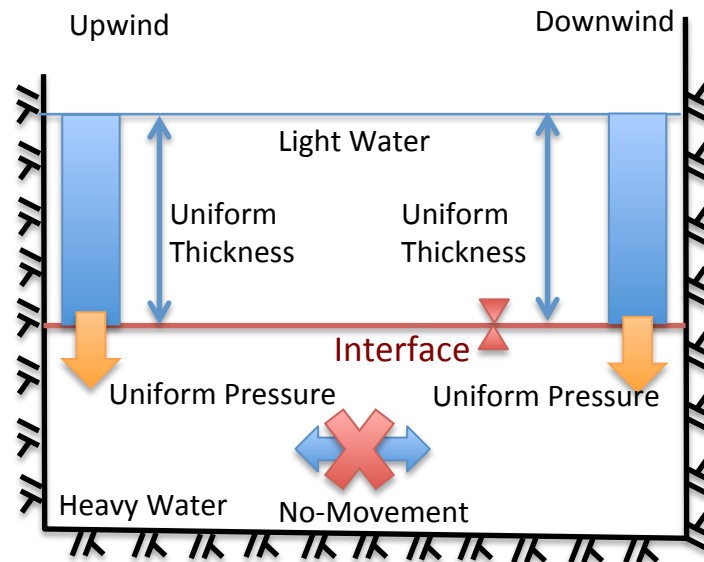 Upwind
Downwind
Light Water
Uniform
Thickness
Uniform
Thickness
Interface
Uniform Pressure
Uniform Pressure
Heavy Water
No-Movement